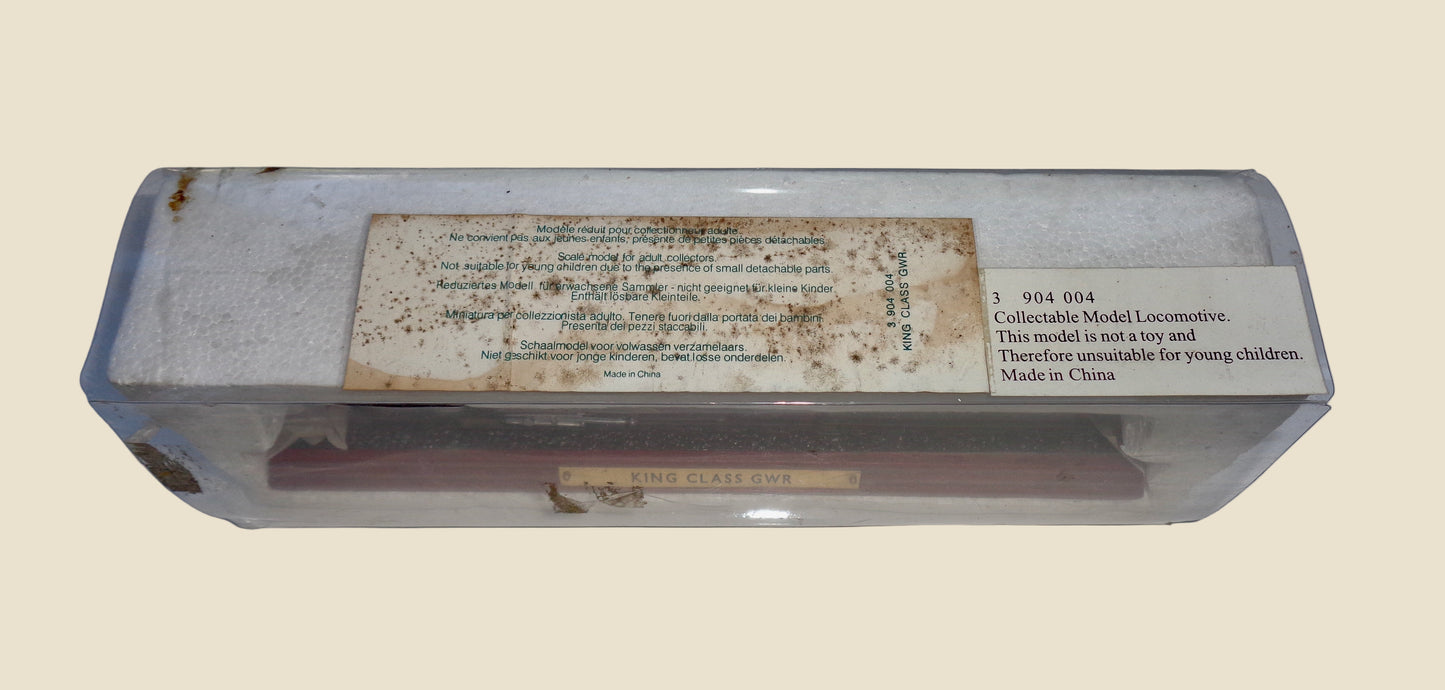 Modèle réduit pour collectionneur adulte.
Ne convient pas aux jeunes enfants, présente de petites pièces détachables.
Scale model for adult collectors.
Not suitable for young children due to the presence of small detachable parts.
Reduziertes Modell für erwachsene Sammler - nicht geeignet für kleine Kinder.
Enthält lösbare Kleinteile.
Miniatura per collezzionista adulto. Tenere fuori dalla portata dei bambini.
Presenta dei pezzi staccabili.
Schaalmodel voor volwassen verzamelaars.
Niet geschikt voor jonge kinderen, bevat losse onderdelen.
Made in China
3 904 004
KING CLASS GWR
3 904 004
Collectable Model Locomotive.
This model is not a toy and
Therefore unsuitable for young children.
Made in China
KING CLASS GWR